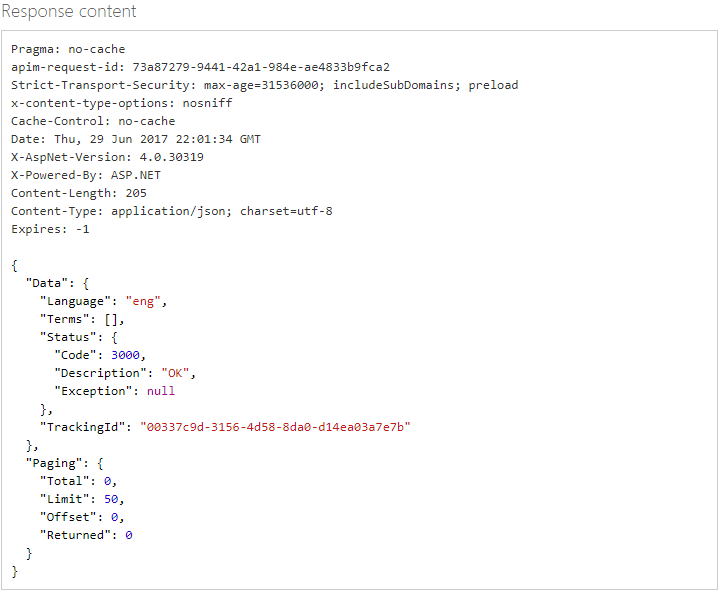 Response content
Pragma: no-cache
apim-request-id: 73a87279-9441-42a1-984e-ae4833b9fca2
Strict-Transport-Security: max-age=31536000; includeSubDomains; preload
x-content-type-options: nosniff
Cache-Control: no-cache
Date: Thu, 29 Jun 2017 22:01:34 GMT
X-AspNet-Version: 4.0.30319
X-Powered-By: ASP.NET
Content-Length: 205
Content-Type: application/json; charset=utf-8
Expires: -1
{
"Data": {
"Language": "eng",
"Terms": [],
"Status": {
"Code": 3000,
"Description": "OK",
"Exception": null
},
"TrackingId": "00337c9d-3156-4d58-8da0-d14ea03a7e7b"
},
"Paging": {
"Total": 0,
"Limit": 50,
"Offset": 0,
"Returned": 0
}
}